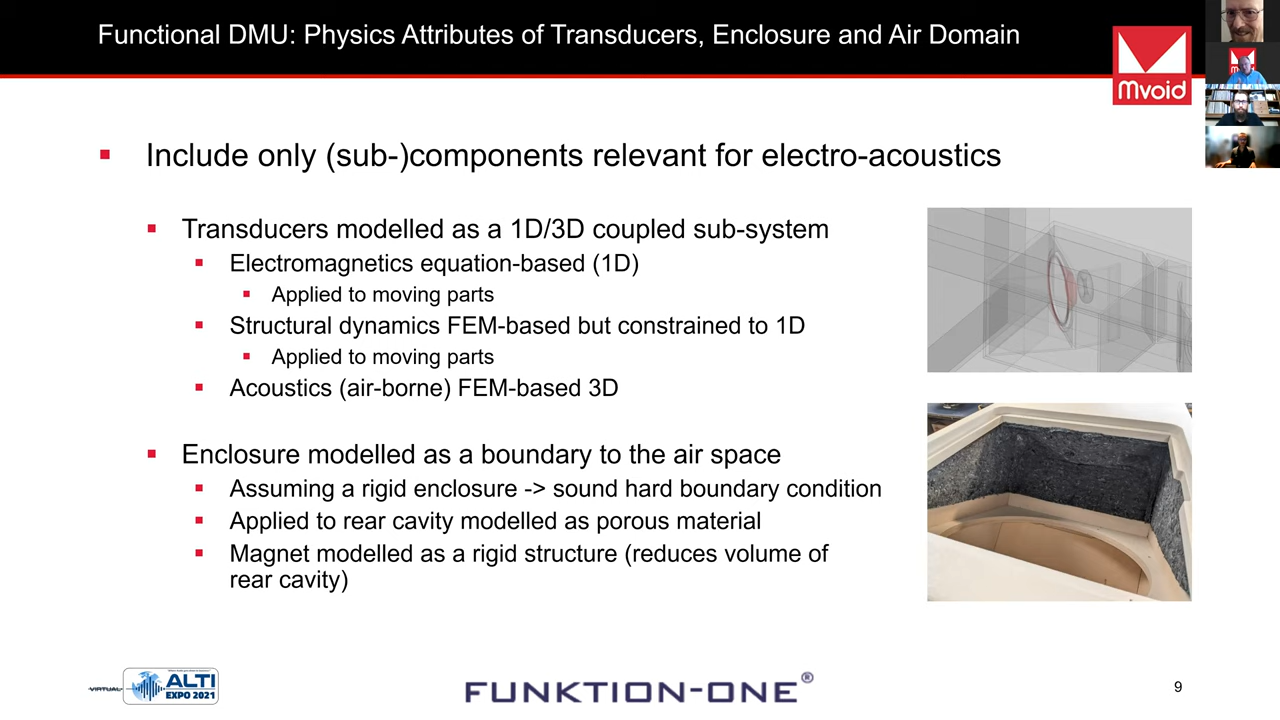 Functional DMU: Physics Attributes of Transducers, Enclosure and Air Domain
Mvoid
Include only (sub-)components relevant for electro-acoustics
Transducers modelled as a 1D/3D coupled sub-system
Electromagnetics equation-based (1D)
Applied to moving parts
Structural dynamics FEM-based but constrained to 1D
Applied to moving parts
Acoustics (air-borne) FEM-based 3D
Enclosure modelled as a boundary to the air space
Assuming a rigid enclosure -> sound hard boundary condition
Applied to rear cavity modelled as porous material
Magnet modelled as a rigid structure (reduces volume of
rear cavity)
VIRTUAL
ALTI
EXPO 2021
FUNKTION-ONE®
9